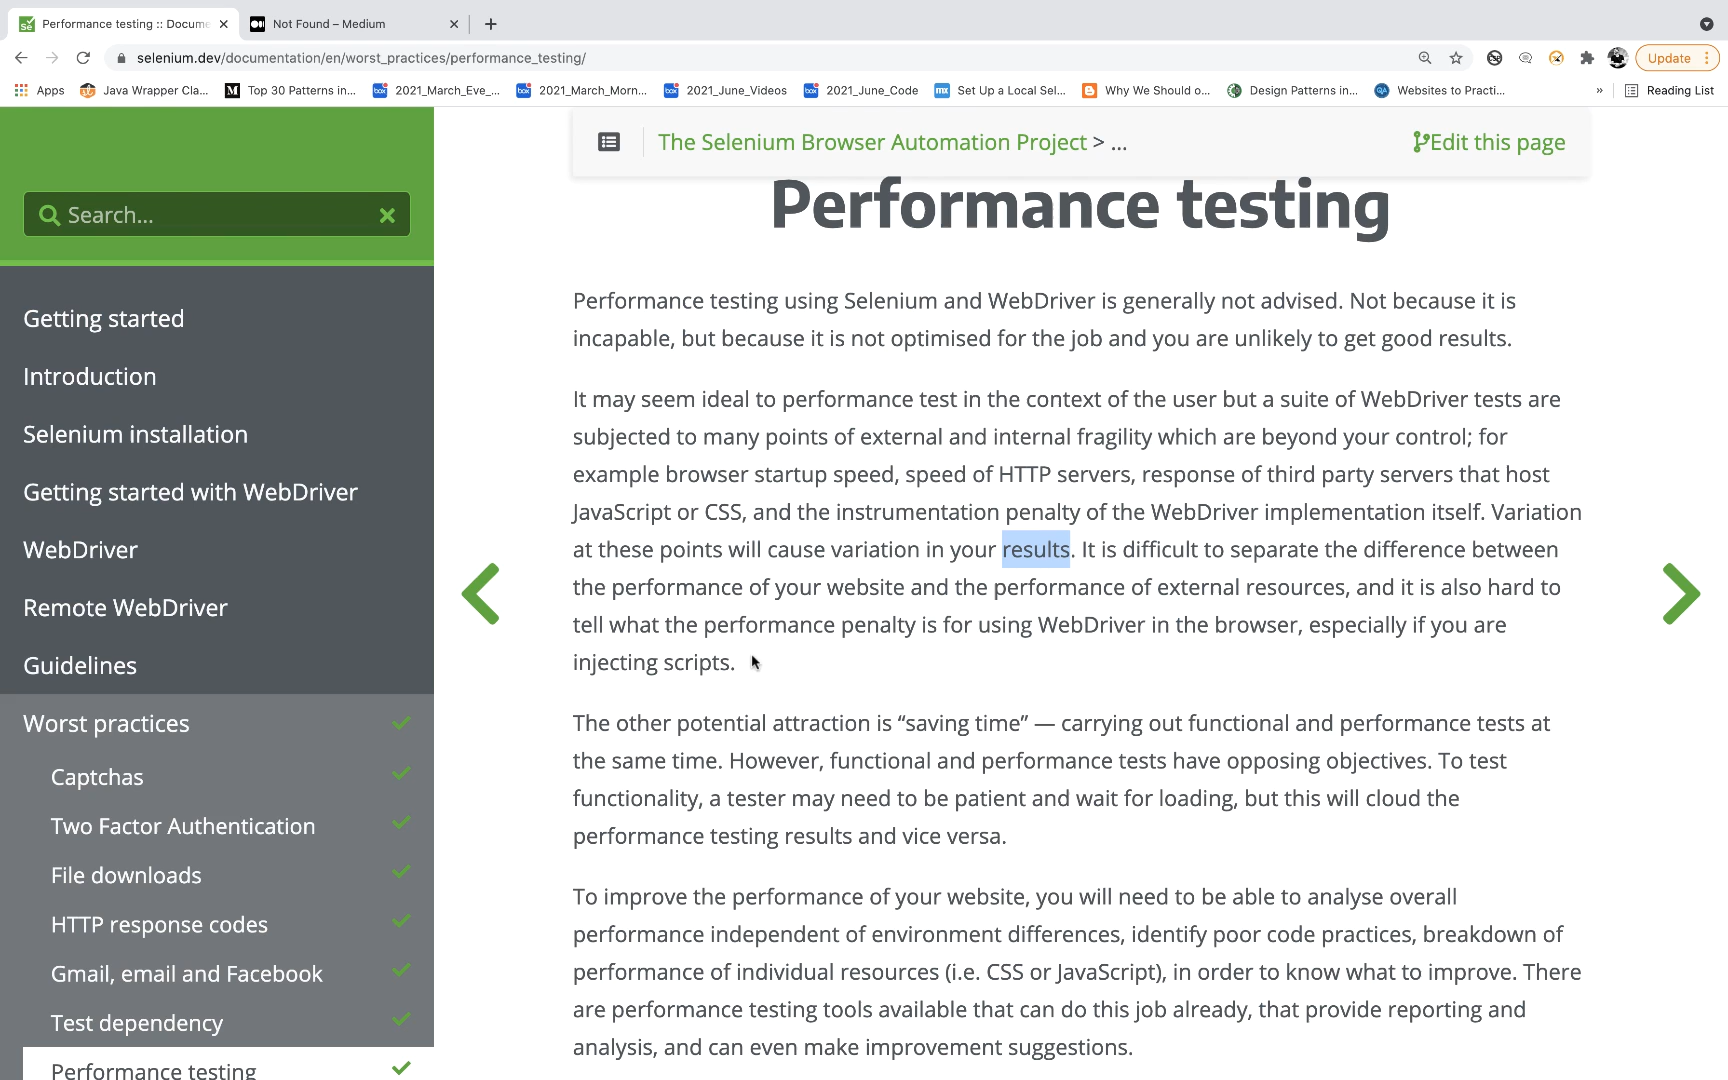 Performance testing :: Docume
Not Found – Medium
selenium.dev/documentation/en/worst_practices/performance_testing/
Update
Apps
Java Wrapper Cla...
Top 30 Patterns in...
2021_March_Eve_...
2021_March_Morn...
2021_June_Videos
2021_June_Code
Set Up a Local Sel...
Why We Should o...
Design Patterns in...
Websites to Practi...
»
Reading List
The Selenium Browser Automation Project > ...
Edit this page
Search...
Getting started
Introduction
Selenium installation
Getting started with WebDriver
WebDriver
Remote WebDriver
Guidelines
Worst practices
Captchas
Two Factor Authentication
File downloads
HTTP response codes
Gmail, email and Facebook
Test dependency
Performance testing
Performance testing
Performance testing using Selenium and WebDriver is generally not advised. Not because it is
incapable, but because it is not optimised for the job and you are unlikely to get good results.
It may seem ideal to performance test in the context of the user but a suite of WebDriver tests are
subjected to many points of external and internal fragility which are beyond your control; for
example browser startup speed, speed of HTTP servers, response of third party servers that host
JavaScript or CSS, and the instrumentation penalty of the WebDriver implementation itself. Variation
at these points will cause variation in your results. It is difficult to separate the difference between
the performance of your website and the performance of external resources, and it is also hard to
tell what the performance penalty is for using WebDriver in the browser, especially if you are
injecting scripts.
The other potential attraction is “saving time” — carrying out functional and performance tests at
the same time. However, functional and performance tests have opposing objectives. To test
functionality, a tester may need to be patient and wait for loading, but this will cloud the
performance testing results and vice versa.
To improve the performance of your website, you will need to be able to analyse overall
performance independent of environment differences, identify poor code practices, breakdown of
performance of individual resources (i.e. CSS or JavaScript), in order to know what to improve. There
are performance testing tools available that can do this job already, that provide reporting and
analysis, and can even make improvement suggestions.